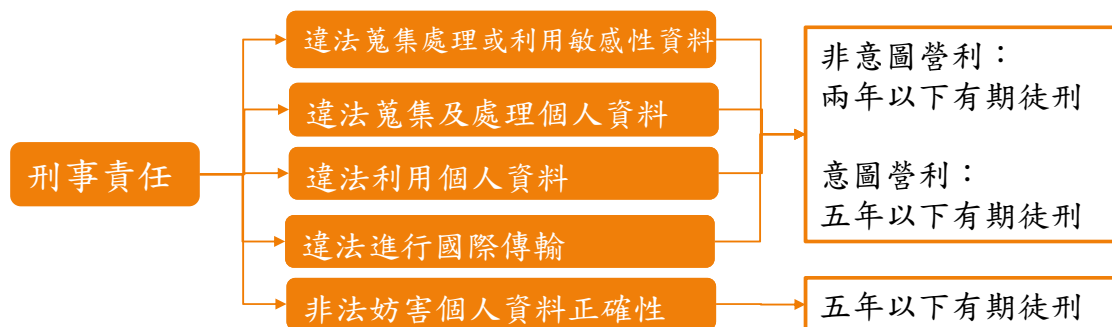 違法蒐集處理或利用敏感性資料
非意圖營利：
兩年以下有期徒刑
違法蒐集及處理個人資料
刑事責任
違法利用個人資料
意圖營利：
五年以下有期徒刑
違法進行國際傳輸
非法妨害個人資料正確性
五年以下有期徒刑